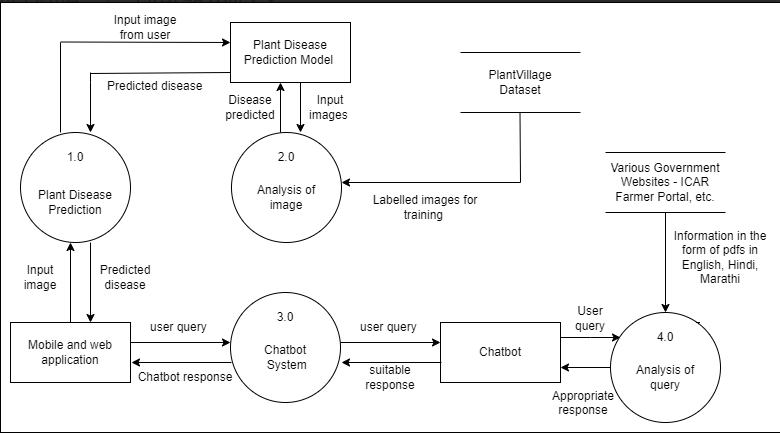 Input image
from user
Plant Disease
Prediction Model
Predicted disease
Disease
predicted
Input
images
PlantVillage
Dataset
1.0
Plant Disease
Prediction
2.0
Analysis of
image
Labelled images for
training
Various Government
Websites - ICAR
Farmer Portal, etc.
Information in the
form of pdfs in
English, Hindi,
Marathi
Input
image
Predicted
disease
Mobile and web
application
user query
Chatbot response
3.0
Chatbot
System
user query
suitable
response
Chatbot
User
query
Appropriate
response
4.0
Analysis of
query